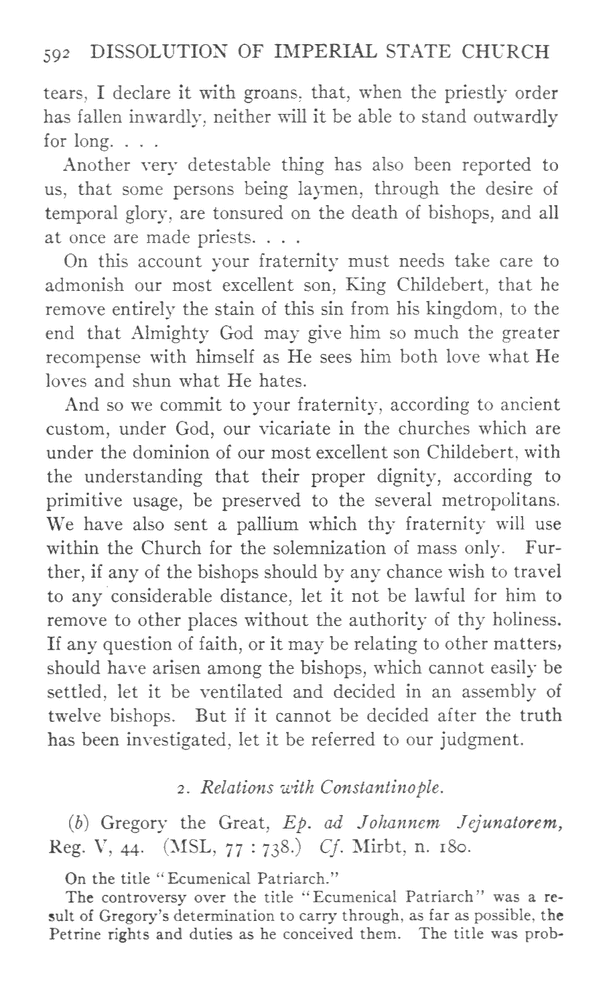 592 DISSOLUTION OF IMPERIAL STATE CHURCH
tears, I declare it with groans, that, when the priestly order
has fallen inwardly, neither will it be able to stand outwardly
for long. . . .
Another very detestable thing has also been reported to
us, that some persons being laymen, through the desire of
temporal glory, are tonsured on the death of bishops, and all
at once are made priests. . . .
On this account your fraternity must needs take care to
admonish our most excellent son, King Childebert, that he
remove entirely the stain of this sin from his kingdom, to the
end that Almighty God may give him so much the greater
recompense with himself as He sees him both love what He
loves and shun what He hates.
And so we commit to your fraternity, according to ancient
custom, under God, our vicariate in the churches which are
under the dominion of our most excellent son Childebert, with
the understanding that their proper dignity, according to
primitive usage, be preserved to the several metropolitans.
We have also sent a pallium which thy fraternity will use
within the Church for the solemnization of mass only. Fur-
ther, if any of the bishops should by any chance wish to travel
to any considerable distance, let it not be lawful for him to
remove to other places without the authority of thy holiness.
If any question of faith, or it may be relating to other matters,
should have arisen among the bishops, which cannot easily be
settled, let it be ventilated and decided in an assembly of
twelve bishops. But if it cannot be decided after the truth
has been investigated, let it be referred to our judgment.
2. Relations with Constantinople.
(b) Gregory the Great, Ep. ad Johannem Jejunatorem,
Reg. V, 44. (MSL, 77 : 738.) Cf. Mirbt, n. 180.
On the title "Ecumenical Patriarch."
The controversy over the title "Ecumenical Patriarch" was a re-
sult of Gregory's determination to carry through, as far as possible, the
Petrine rights and duties as he conceived them. The title was prob-